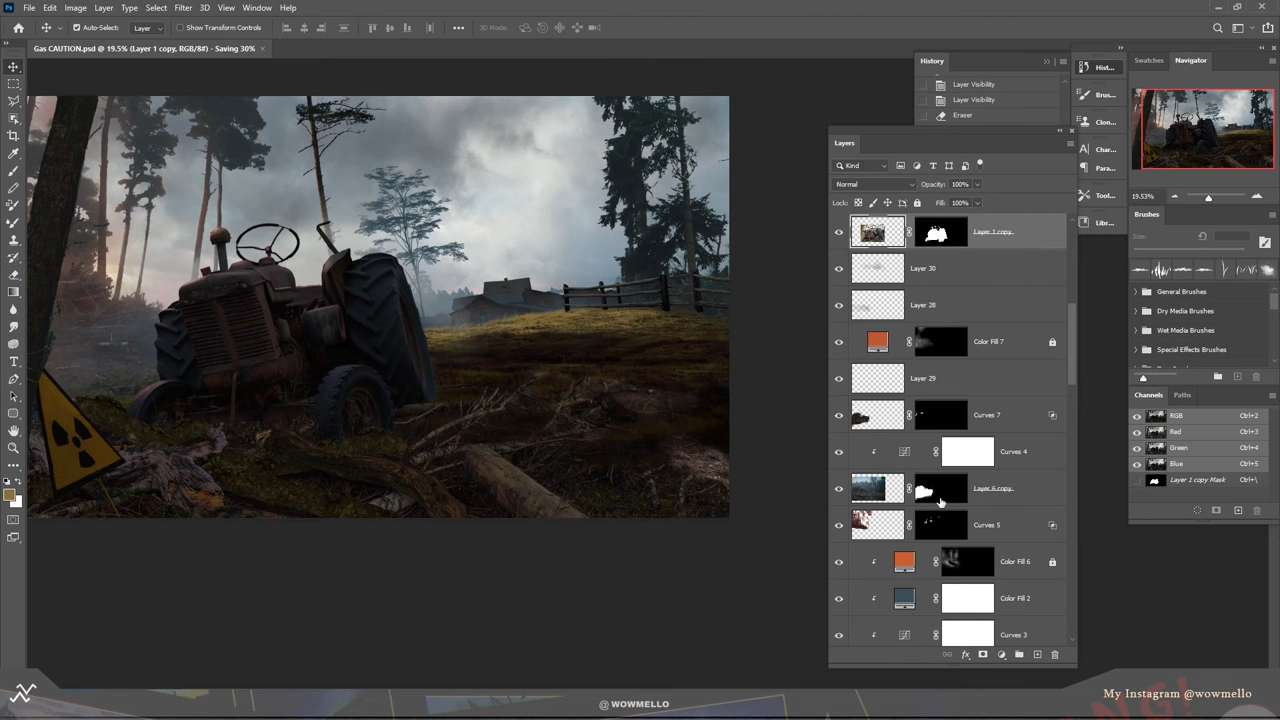 Ps File Edit Image Layer Type Select Filter 3D View Window Help
Auto-Select: Layer Show Transform Controls 3D Mode:
Gas CAUTION.psd @ 19.5% (Layer 1 copy, RGB/8#) - Saving 30% ×
History
Layer Visibility
Layer Visibility
Eraser
Hist...
Brus...
Clon...
Char...
Para...
Tool...
Libr...
Swatches Navigator
19.53%
Brushes
Size:
General Brushes
Dry Media Brushes
Wet Media Brushes
Special Effects Brushes
Channels Paths
RGB Ctrl+2
Red Ctrl+3
Green Ctrl+4
Blue Ctrl+5
Layer 1 copy Mask Ctrl+\
Layers
Kind
Normal Opacity: 100%
Lock: Fill: 100%
Layer 1 copy
Layer 30
Layer 28
Color Fill 7
Layer 29
Curves 7
Curves 4
Layer 6 copy
Curves 5
Color Fill 6
Color Fill 2
Curves 3
fx
@ WOWMELLO
My Instagram @wowmello